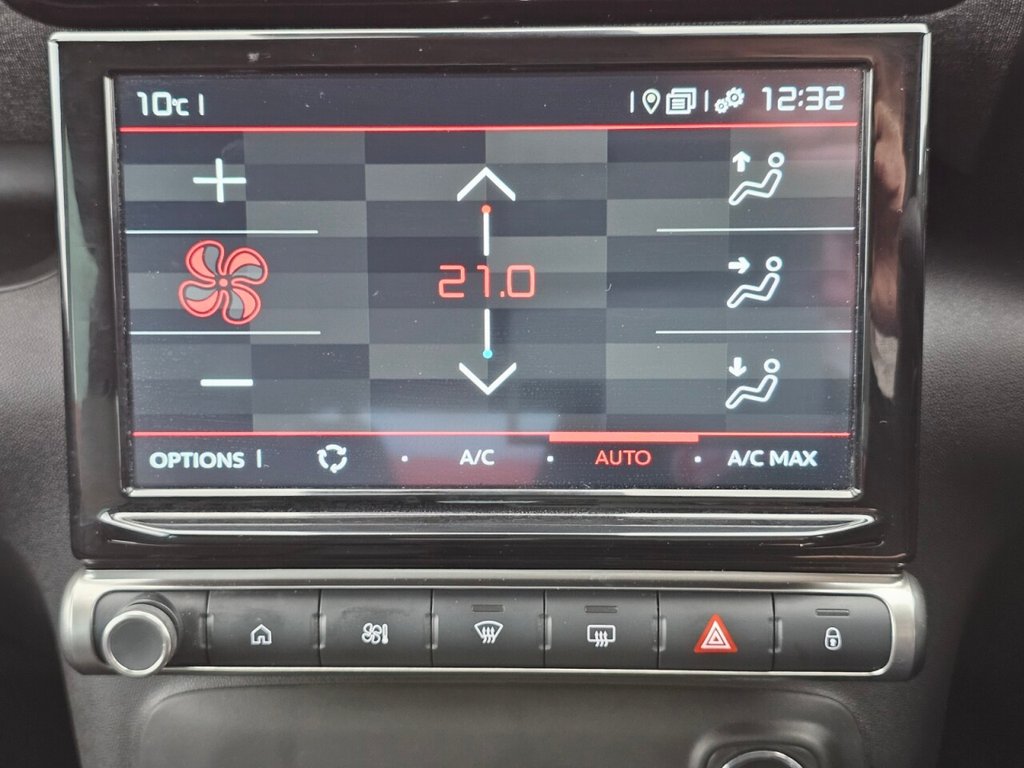 10°C
12:32
21.0
OPTIONS A/C AUTO A/C MAX